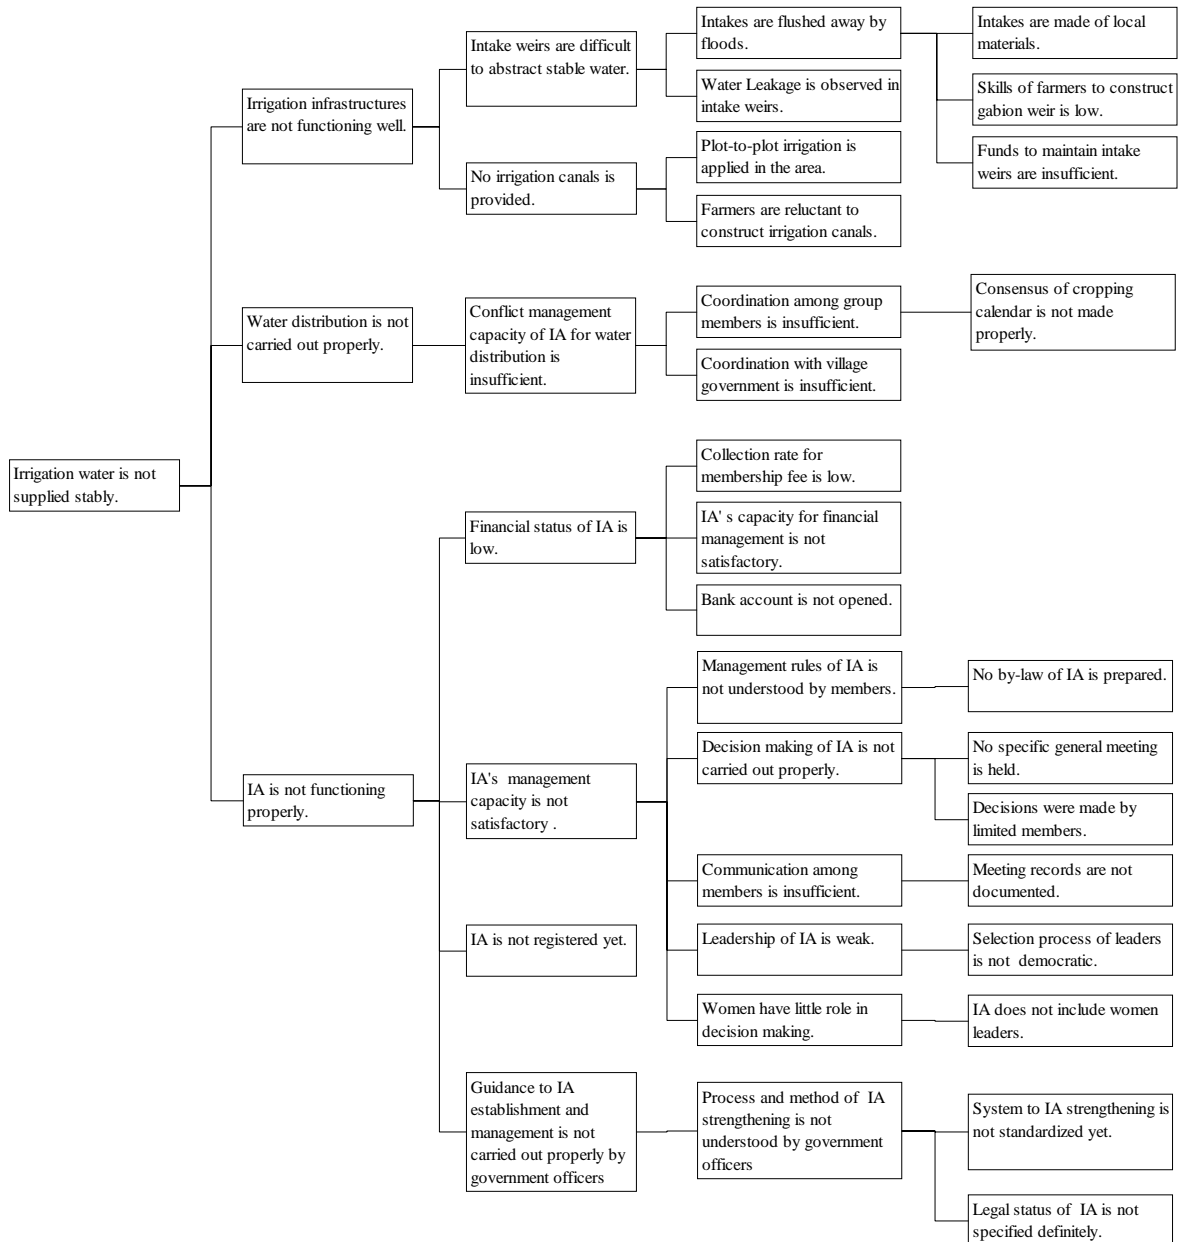 Irrigation water is not
supplied stably.
Irrigation infrastructures
are not functioning well.
Intake weirs are difficult
to abstract stable water.
Intakes are flushed away by
floods.
Intakes are made of local
materials.
Skills of farmers to construct
gabion weir is low.
Funds to maintain intake
weirs are insufficient.
Water Leakage is observed in
intake weirs.
No irrigation canals is
provided.
Plot-to-plot irrigation is
applied in the area.
Farmers are reluctant to
construct irrigation canals.
Water distribution is not
carried out properly.
Conflict management
capacity of IA for water
distribution is
insufficient.
Coordination among group
members is insufficient.
Consensus of cropping
calendar is not made
properly.
Coordination with village
government is insufficient.
IA is not functioning
properly.
Financial status of IA is
low.
Collection rate for
membership fee is low.
IA' s capacity for financial
management is not
satisfactory.
Bank account is not opened.
IA's  management
capacity is not
satisfactory .
Management rules of IA is
not understood by members.
No by-law of IA is prepared.
Decision making of IA is not
carried out properly.
No specific general meeting
is held.
Decisions were made by
limited members.
Communication among
members is insufficient.
Meeting records are not
documented.
Leadership of IA is weak.
Selection process of leaders
is not  democratic.
Women have little role in
decision making.
IA does not include women
leaders.
IA is not registered yet.
Guidance to IA
establishment and
management is not
carried out properly by
government officers
Process and method of  IA
strengthening is not
understood by government
officers
System to IA strengthening is
not standardized yet.
Legal status of  IA is not
specified definitely.